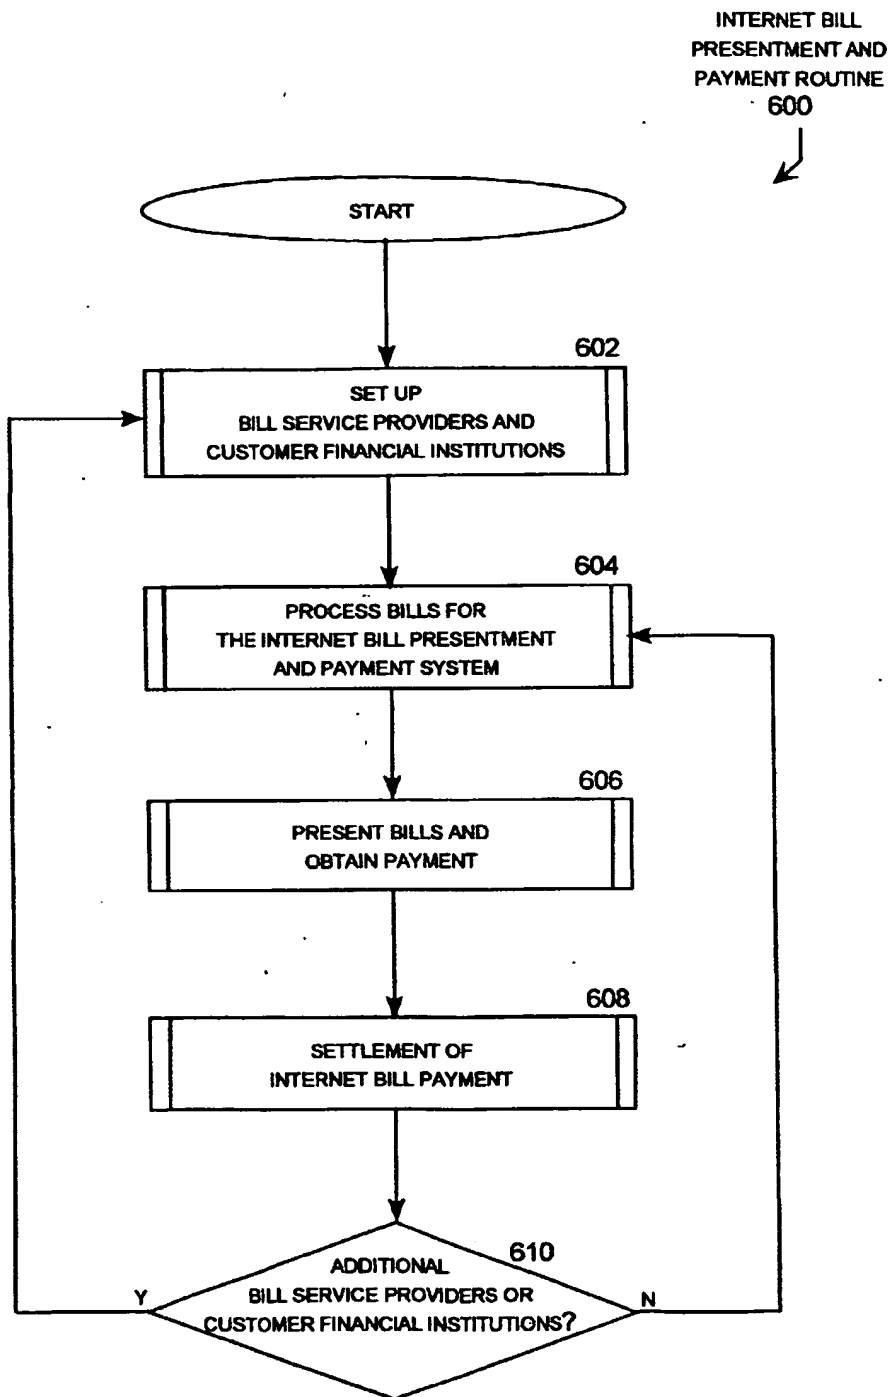 INTERNET BILL
PRESENTMENT AND
PAYMENT ROUTINE
600
START
602
SET UP
BILL SERVICE PROVIDERS AND
CUSTOMER FINANCIAL INSTITUTIONS
604
PROCESS BILLS FOR
THE INTERNET BILL PRESENTMENT
AND PAYMENT SYSTEM
606
PRESENT BILLS AND
OBTAIN PAYMENT
608
SETTLEMENT OF
INTERNET BILL PAYMENT
610
ADDITIONAL
Y
BILL SERVICE PROVIDERS OR
N
CUSTOMER FINANCIAL INSTITUTIONS?